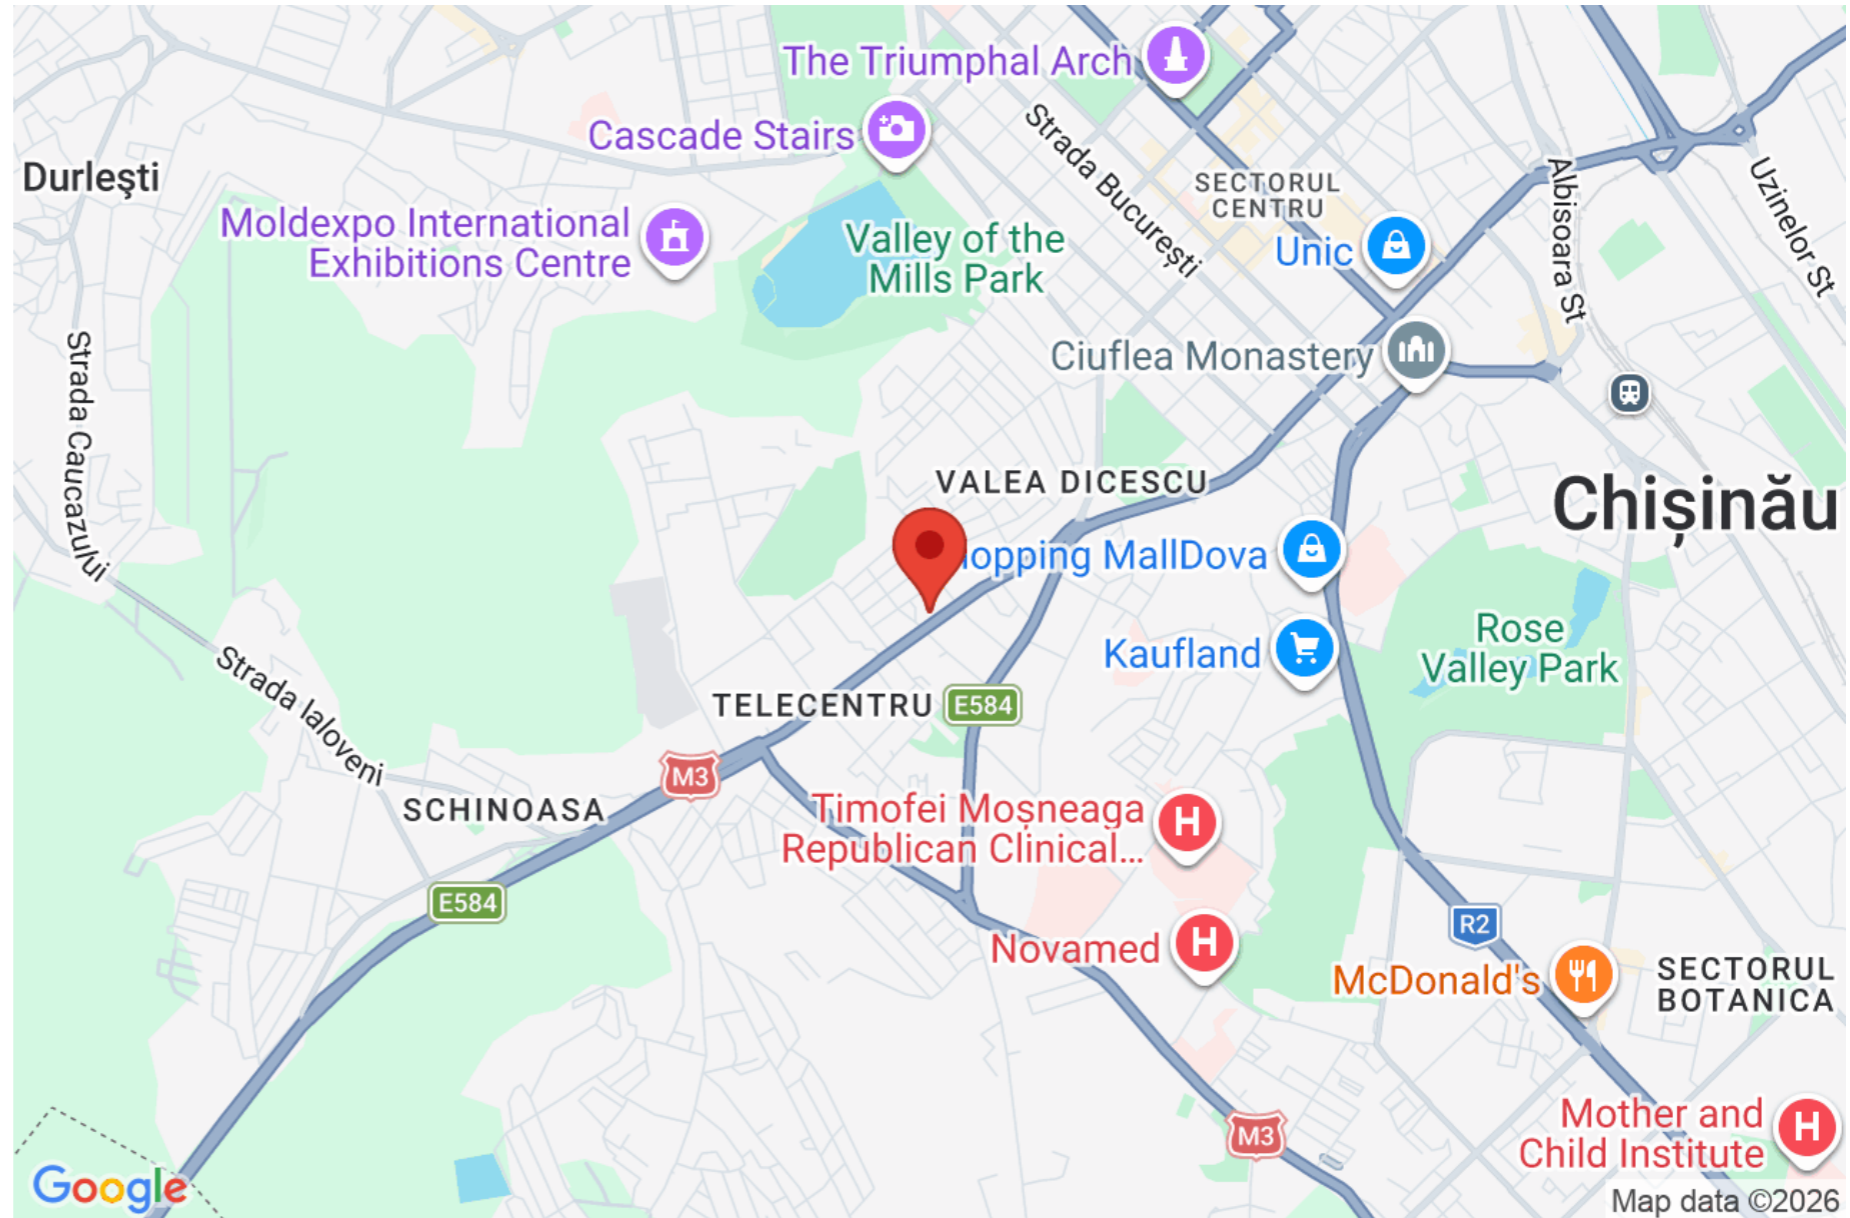 The Triumphal Arch
Cascade Stairs
Strada București
Durleşti
SECTORUL
CENTRU
Albisoara St
Uzinelor St
Moldexpo International
Exhibitions Centre
Valley of the
Mills Park
Unic
Strada Caucazului
Ciuflea Monastery
VALEA DICESCU
Chișinău
opping MallDova
Rose
Valley Park
Kaufland
Strada Ialoveni
TELECENTRU
E584
M3
SCHINOASA
Timofei Moșneaga
Republican Clinical...
E584
R2
Novamed
McDonald's
SECTORUL
BOTANICA
M3
Mother and
Child Institute
Google
Map data ©2026